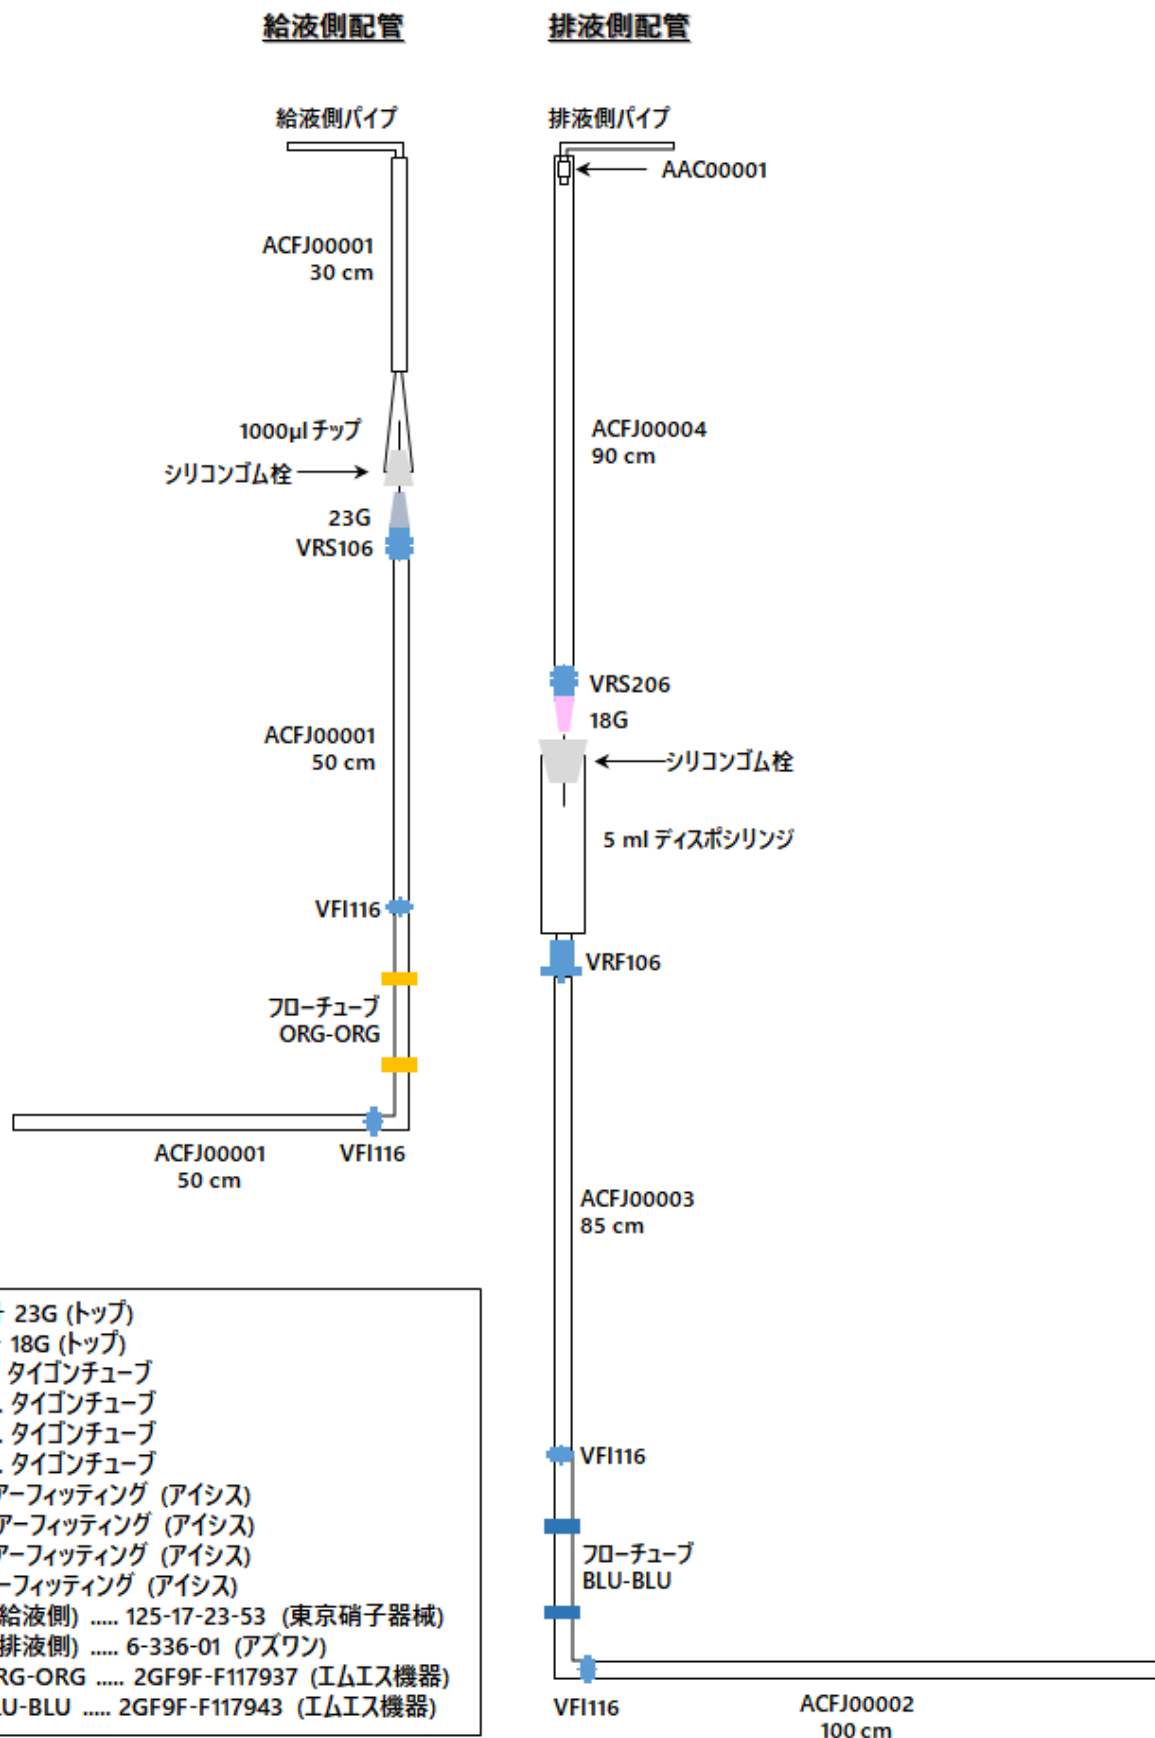 給液側配管
排液側配管
給液側パイプ
排液側パイプ
AAC00001
ACFJ00001
30 cm
1000μl チップ
シリコンゴム栓
23G
VRS106
ACFJ00004
90 cm
VRS206
18G
シリコンゴム栓
ACFJ00001
50 cm
5 ml ディスポシリンジ
VFI116
VRF106
フローチューブ
ORG-ORG
ACFJ00001
50 cm
VFI116
ACFJ00003
85 cm
23G (トップ)
18G (トップ)
タイゴンチューブ
. タイゴンチューブ
. タイゴンチューブ
. タイゴンチューブ
アーフィッティング (アイシス)
アーフィッティング (アイシス)
アーフィッティング (アイシス)
ーフィッティング (アイシス)
給液側) ..... 125-17-23-53 (東京硝子器械)
排液側) ..... 6-336-01 (アズワン)
RG-ORG ..... 2GF9F-F117937 (エムエス機器)
LU-BLU ..... 2GF9F-F117943 (エムエス機器)
VFI116
フローチューブ
BLU-BLU
VFI116
ACFJ00002
100 cm